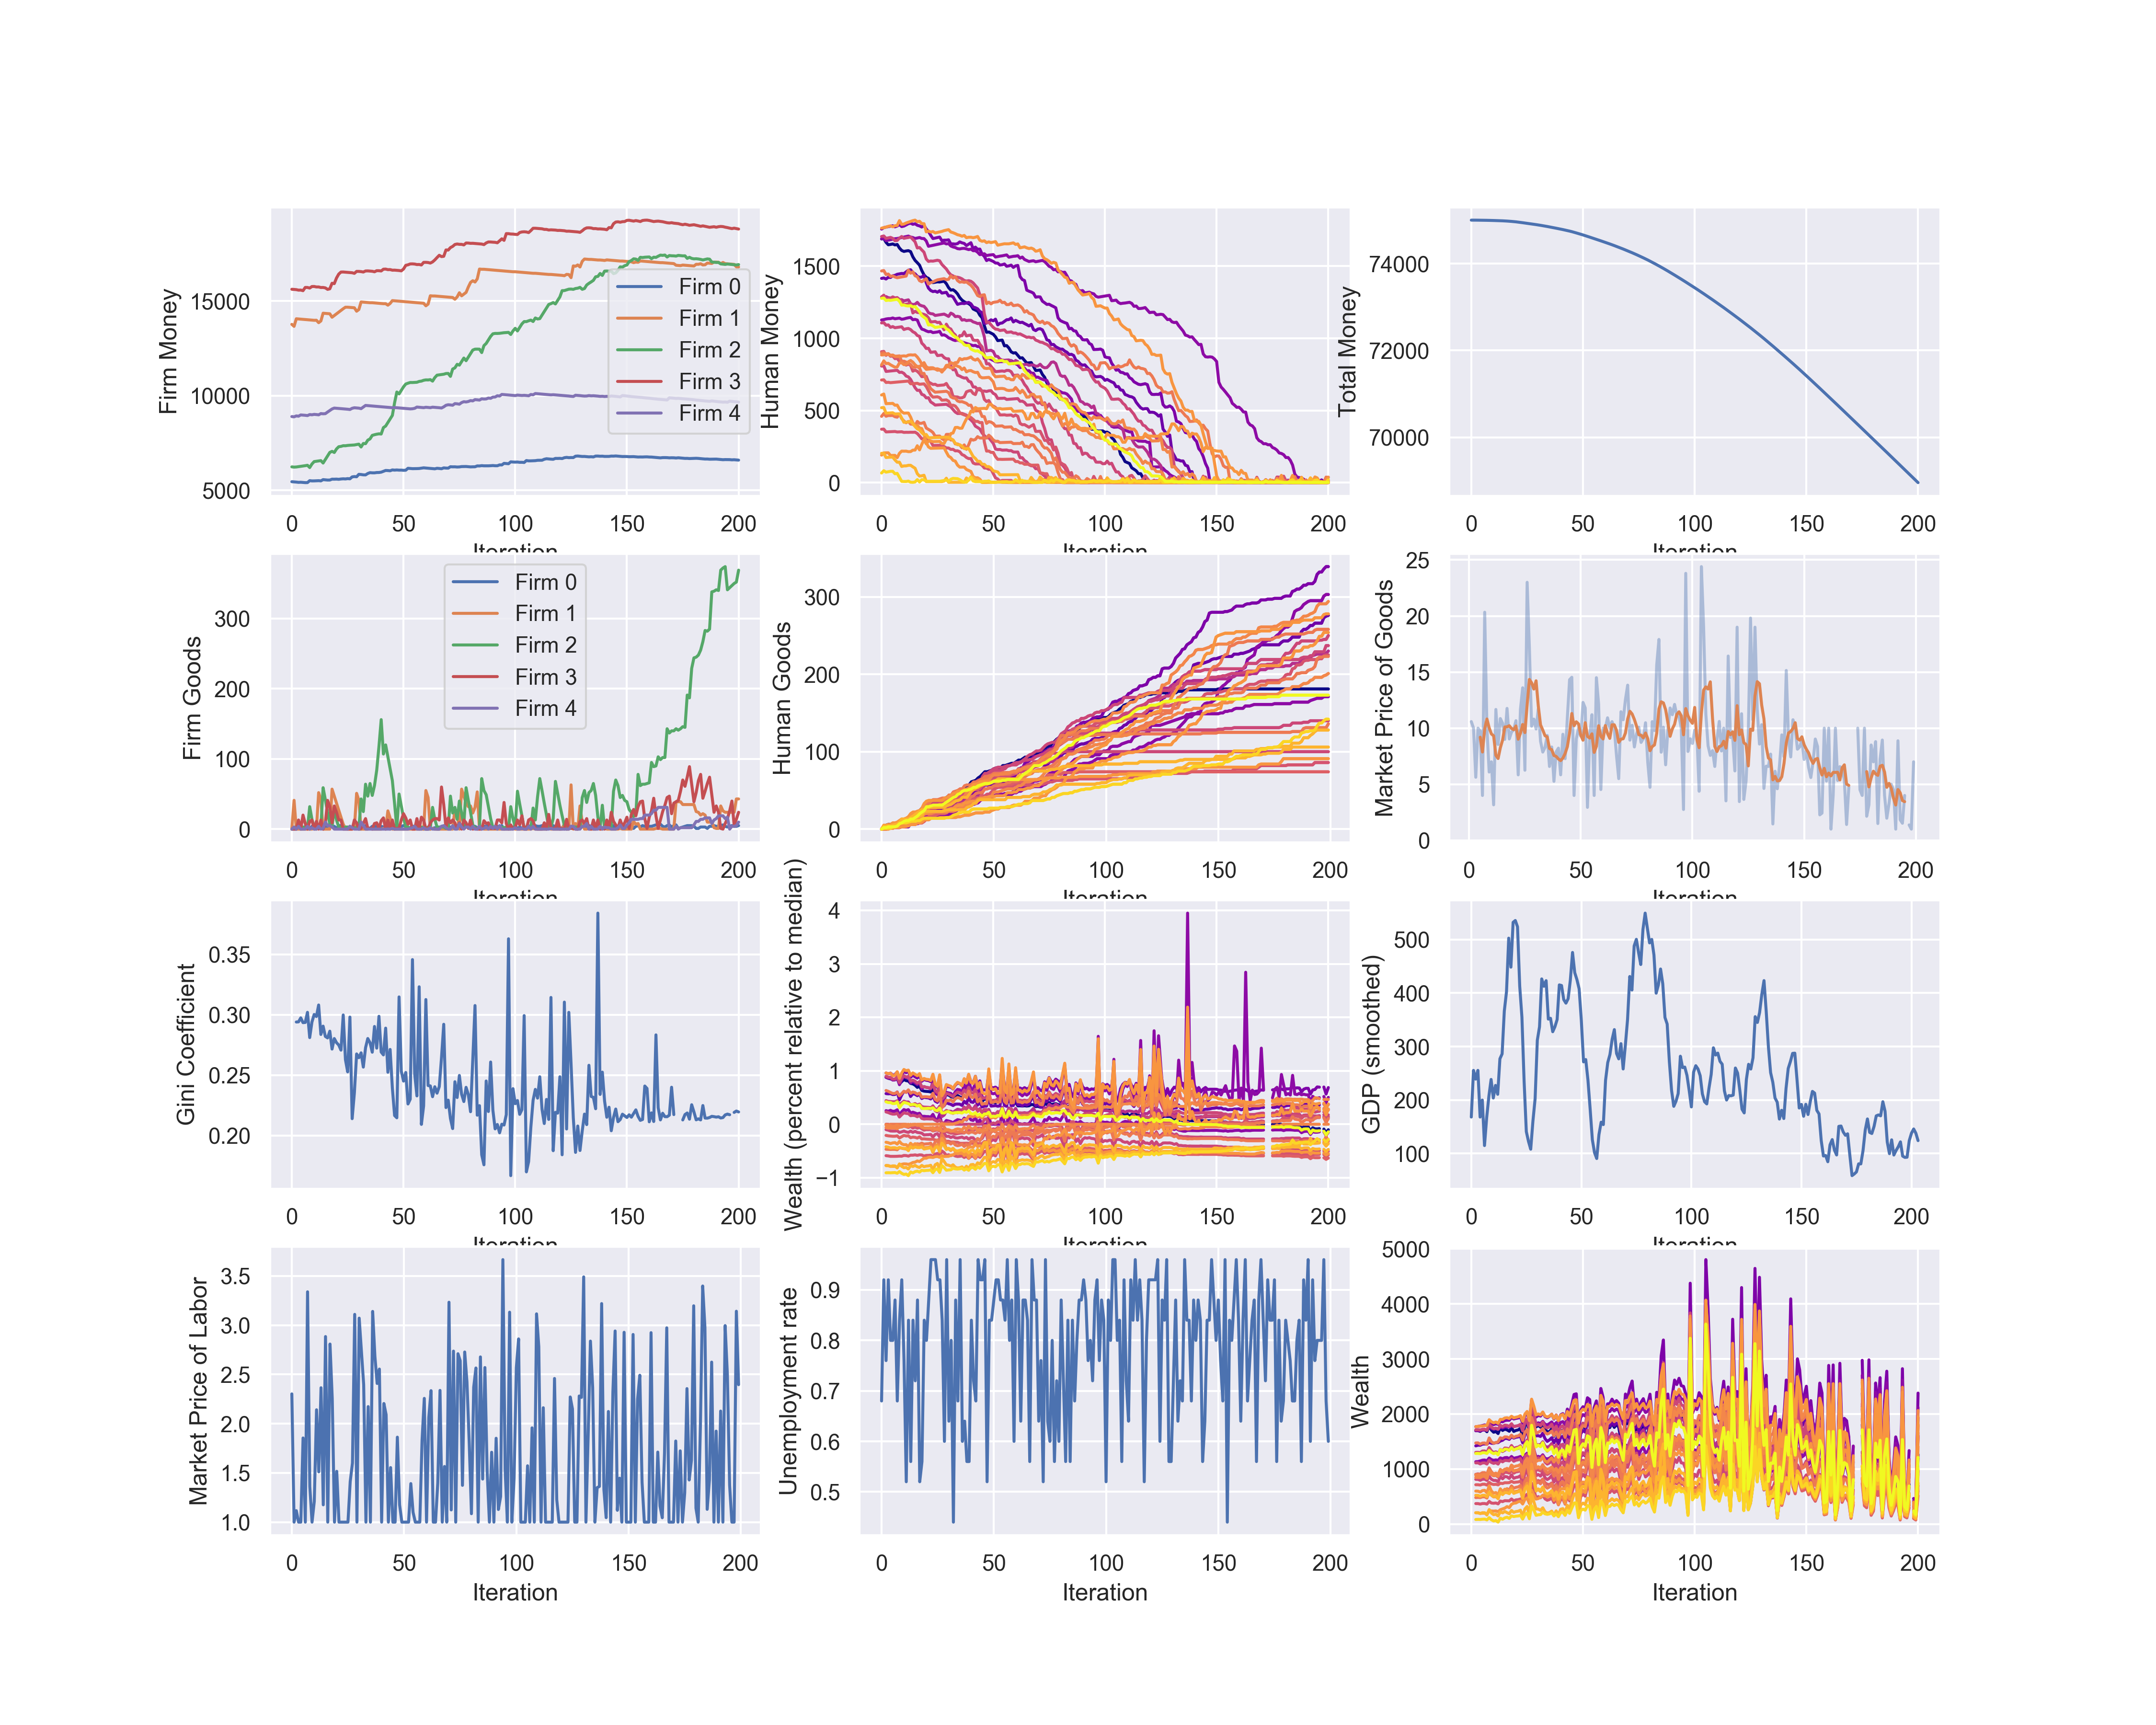 Firm Money
15000
10000
5000
0 50 100 150 200
Iteration
Firm 0
Firm 1
Firm 2
Firm 3
Firm 4
Human Money
1500
1000
500
0
0 50 100 150 200
Iteration
Total Money
74000
72000
70000
0 50 100 150 200
Iteration
Firm Goods
300
200
100
0
0 50 100 150 200
Iteration
Firm 0
Firm 1
Firm 2
Firm 3
Firm 4
Human Goods
300
200
100
0
0 50 100 150 200
Iteration
Market Price of Goods
25
20
15
10
5
0
0 50 100 150 200
Iteration
Gini Coefficient
0.35
0.30
0.25
0.20
0 50 100 150 200
Iteration
Wealth (percent relative to median)
4
3
2
1
0
−1
0 50 100 150 200
Iteration
GDP (smoothed)
500
400
300
200
100
0 50 100 150 200
Iteration
Market Price of Labor
3.5
3.0
2.5
2.0
1.5
1.0
0 50 100 150 200
Iteration
Unemployment rate
0.9
0.8
0.7
0.6
0.5
0 50 100 150 200
Iteration
Wealth
5000
4000
3000
2000
1000
0
0 50 100 150 200
Iteration